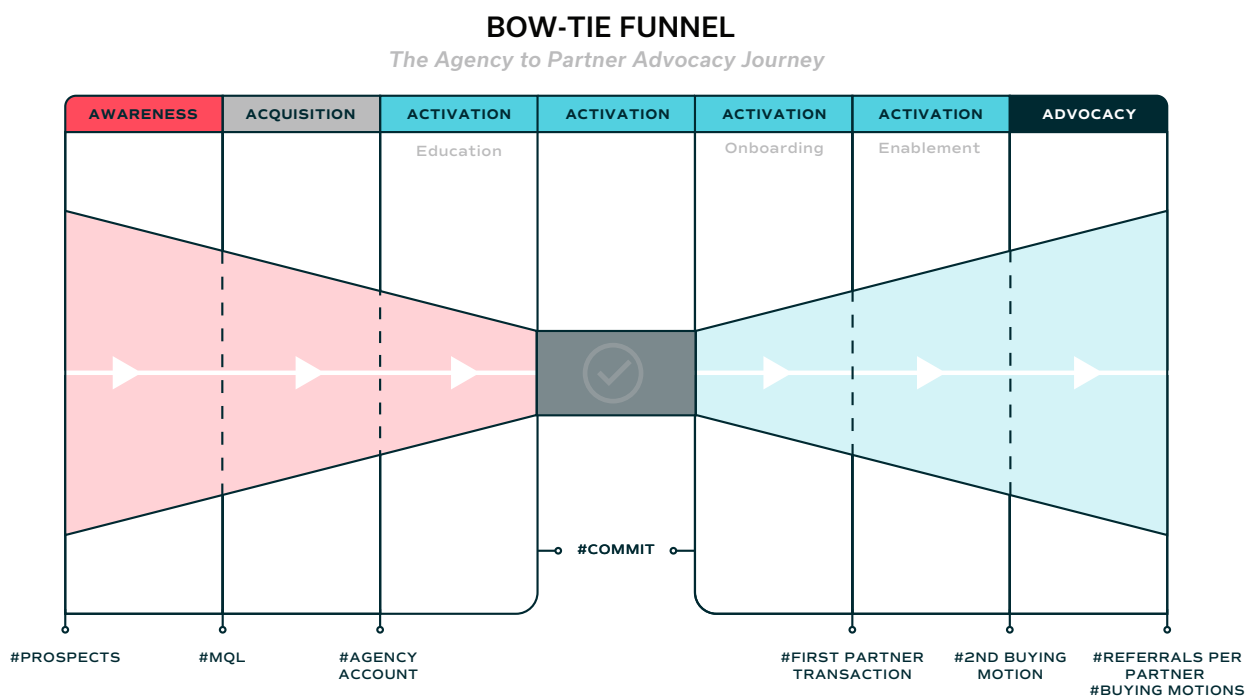 BOW-TIE FUNNEL
The Agency to Partner Advocacy Journey
AWARENESS
ACQUISITION
ACTIVATION
ACTIVATION
ACTIVATION
ACTIVATION
ADVOCACY
Education
Onboarding
Enablement
#COMMIT
#PROSPECTS
#MQL
#AGENCY
ACCOUNT
#FIRST PARTNER
TRANSACTION
#2ND BUYING
MOTION
#REFERRALS PER
PARTNER
#BUYING MOTIONS